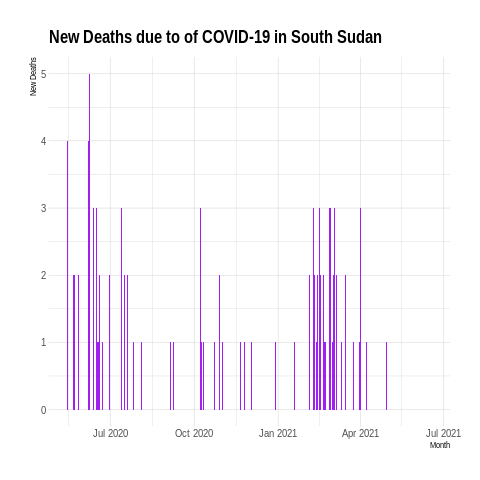 New Deaths due to of COVID-19 in South Sudan
New Deaths
5
4
3
2
1
0
Jul 2020 Oct 2020 Jan 2021 Apr 2021 Jul 2021
Month